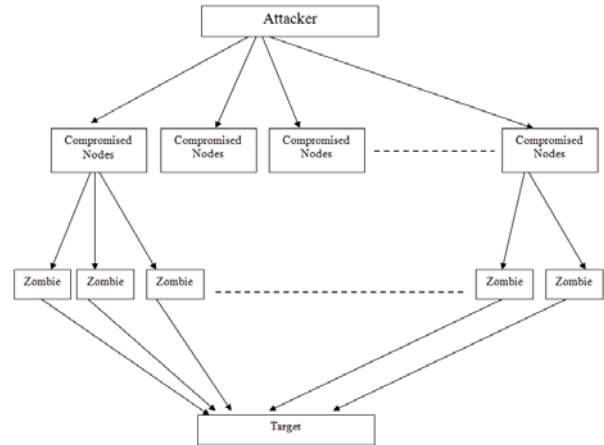 Attacker
Compromised
Nodes
Compromised
Nodes
Compromised
Nodes
Compromised
Nodes
Zombie
Zombie
Zombie
Zombie
Zombie
Target